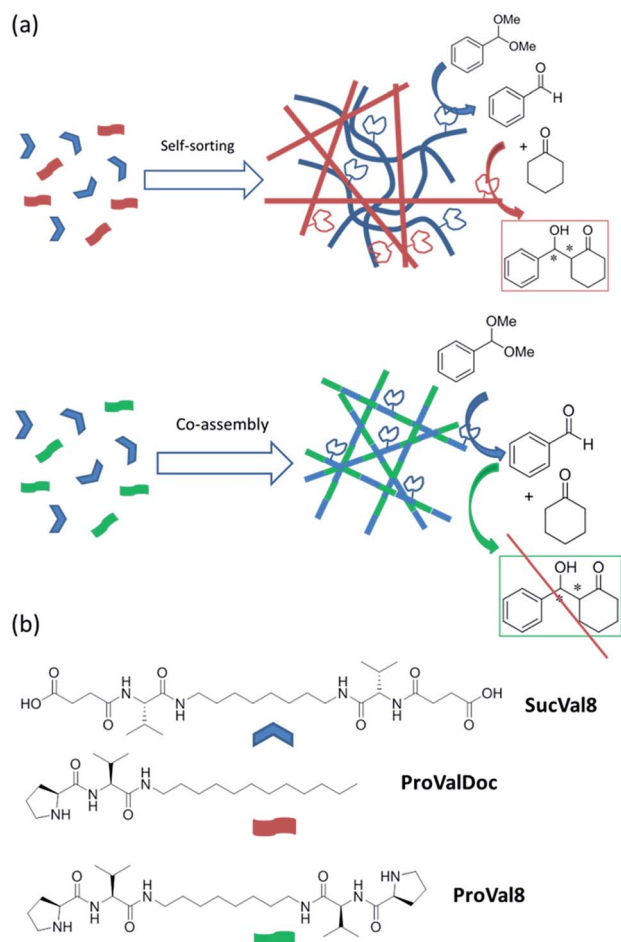 (a)
OMe
OMe
O
H
Self-sorting
+
O
OH O
* *
OMe
OMe
Co-assembly
O
H
+
O
OH O
* *
(b)
O
HO
O
H
N
O
N
H
H
N
O
O
N
H
O
OH
SucVal8
O
NH
N
H
O
H
N
ProValDoc
O
NH
N
H
O
H
N
H
N
O
H
N
O
HN
ProVal8